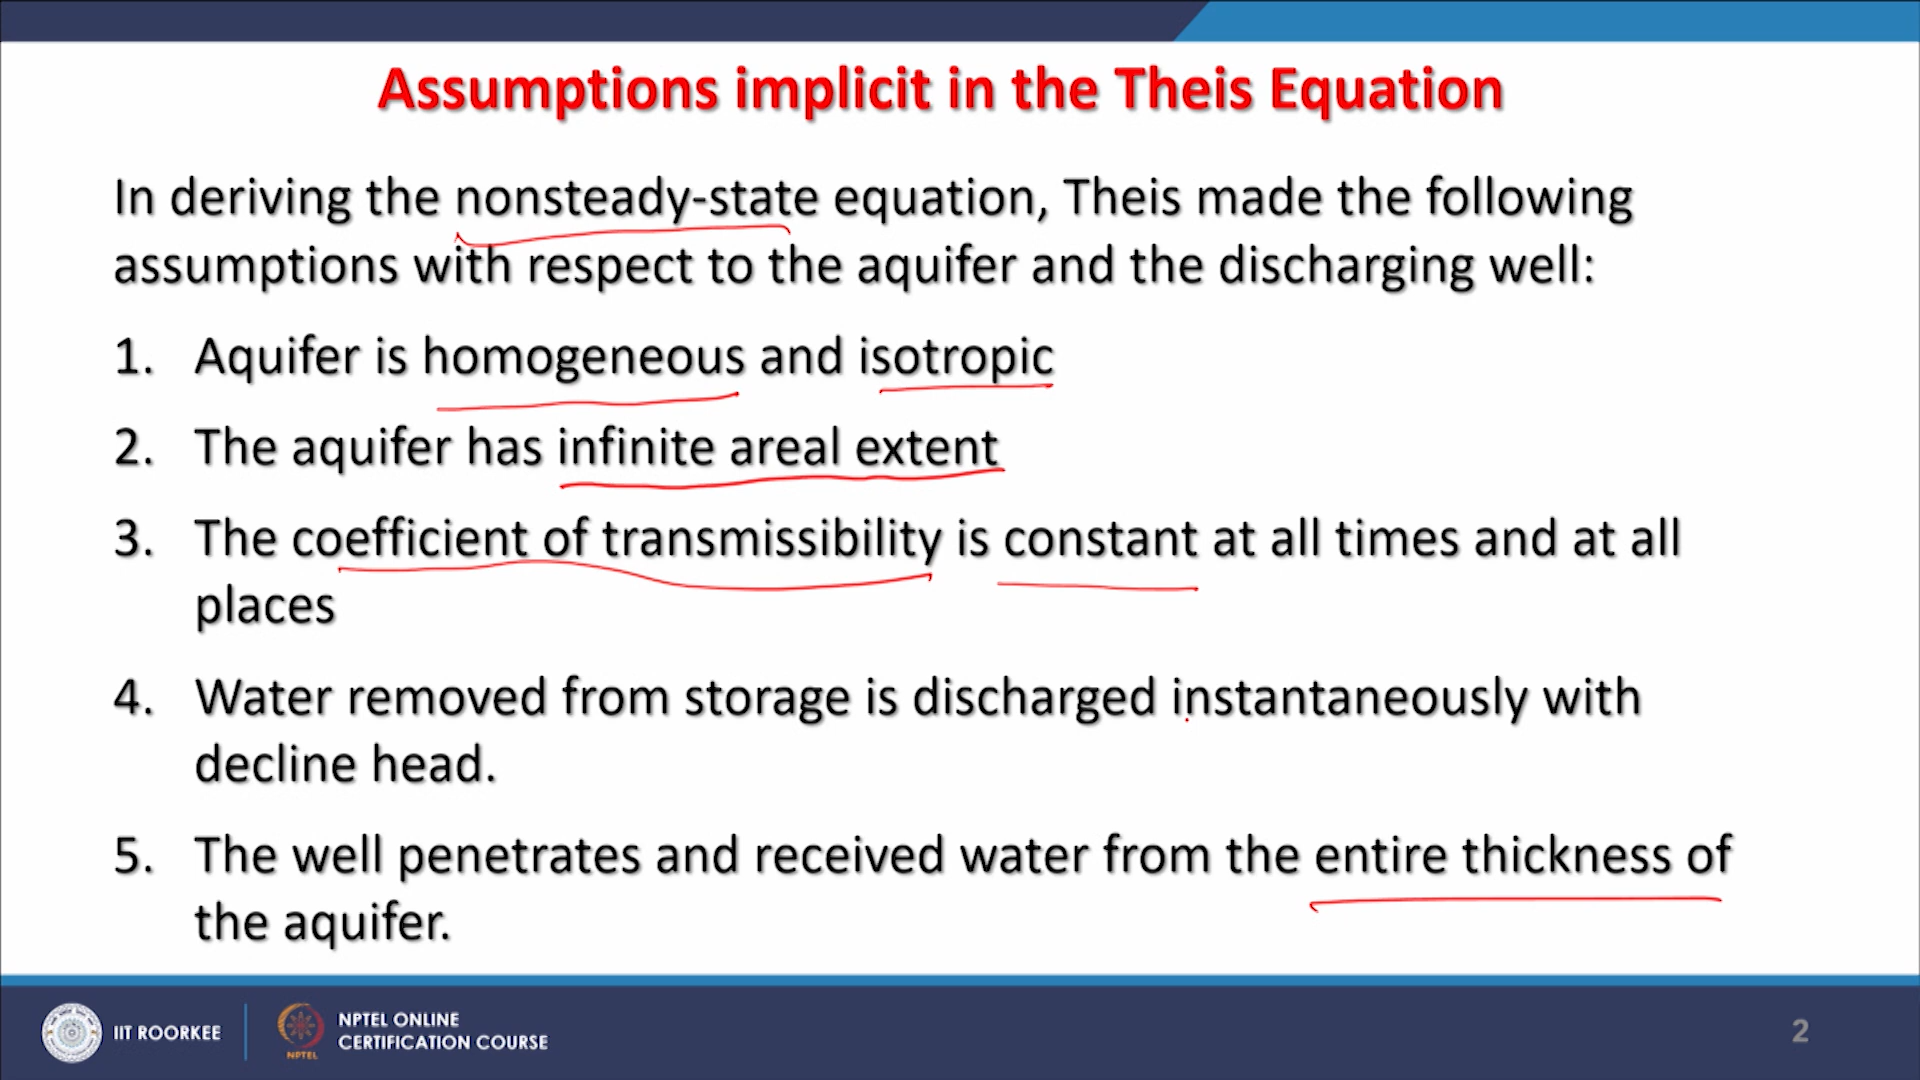 Assumptions implicit in the Theis Equation
In deriving the nonsteady-state equation, Theis made the following
assumptions with respect to the aquifer and the discharging well:
1. Aquifer is homogeneous and isotropic
2. The aquifer has infinite areal extent
3. The coefficient of transmissibility is constant at all times and at all
places
4. Water removed from storage is discharged instantaneously with
decline head.
5. The well penetrates and received water from the entire thickness of
the aquifer.
IIT ROORKEE
NPTEL
NPTEL ONLINE
CERTIFICATION COURSE
2